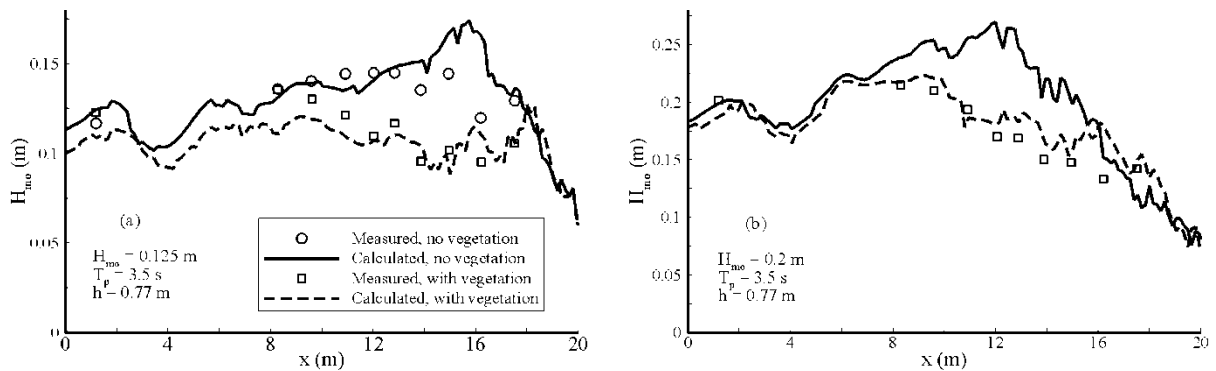 0.15
0.1
0.05
0
H_mo (m)
(a)
H_mo = 0.125 m
T_p = 3.5 s
h = 0.77 m
Measured, no vegetation
Calculated, no vegetation
Measured, with vegetation
Calculated, with vegetation
0 4 8 12 16 20
x (m)
0.25
0.2
0.15
0.1
0.05
0
H_mo (m)
(b)
H_mo = 0.2 m
T_p = 3.5 s
h = 0.77 m
0 4 8 12 16 20
x (m)